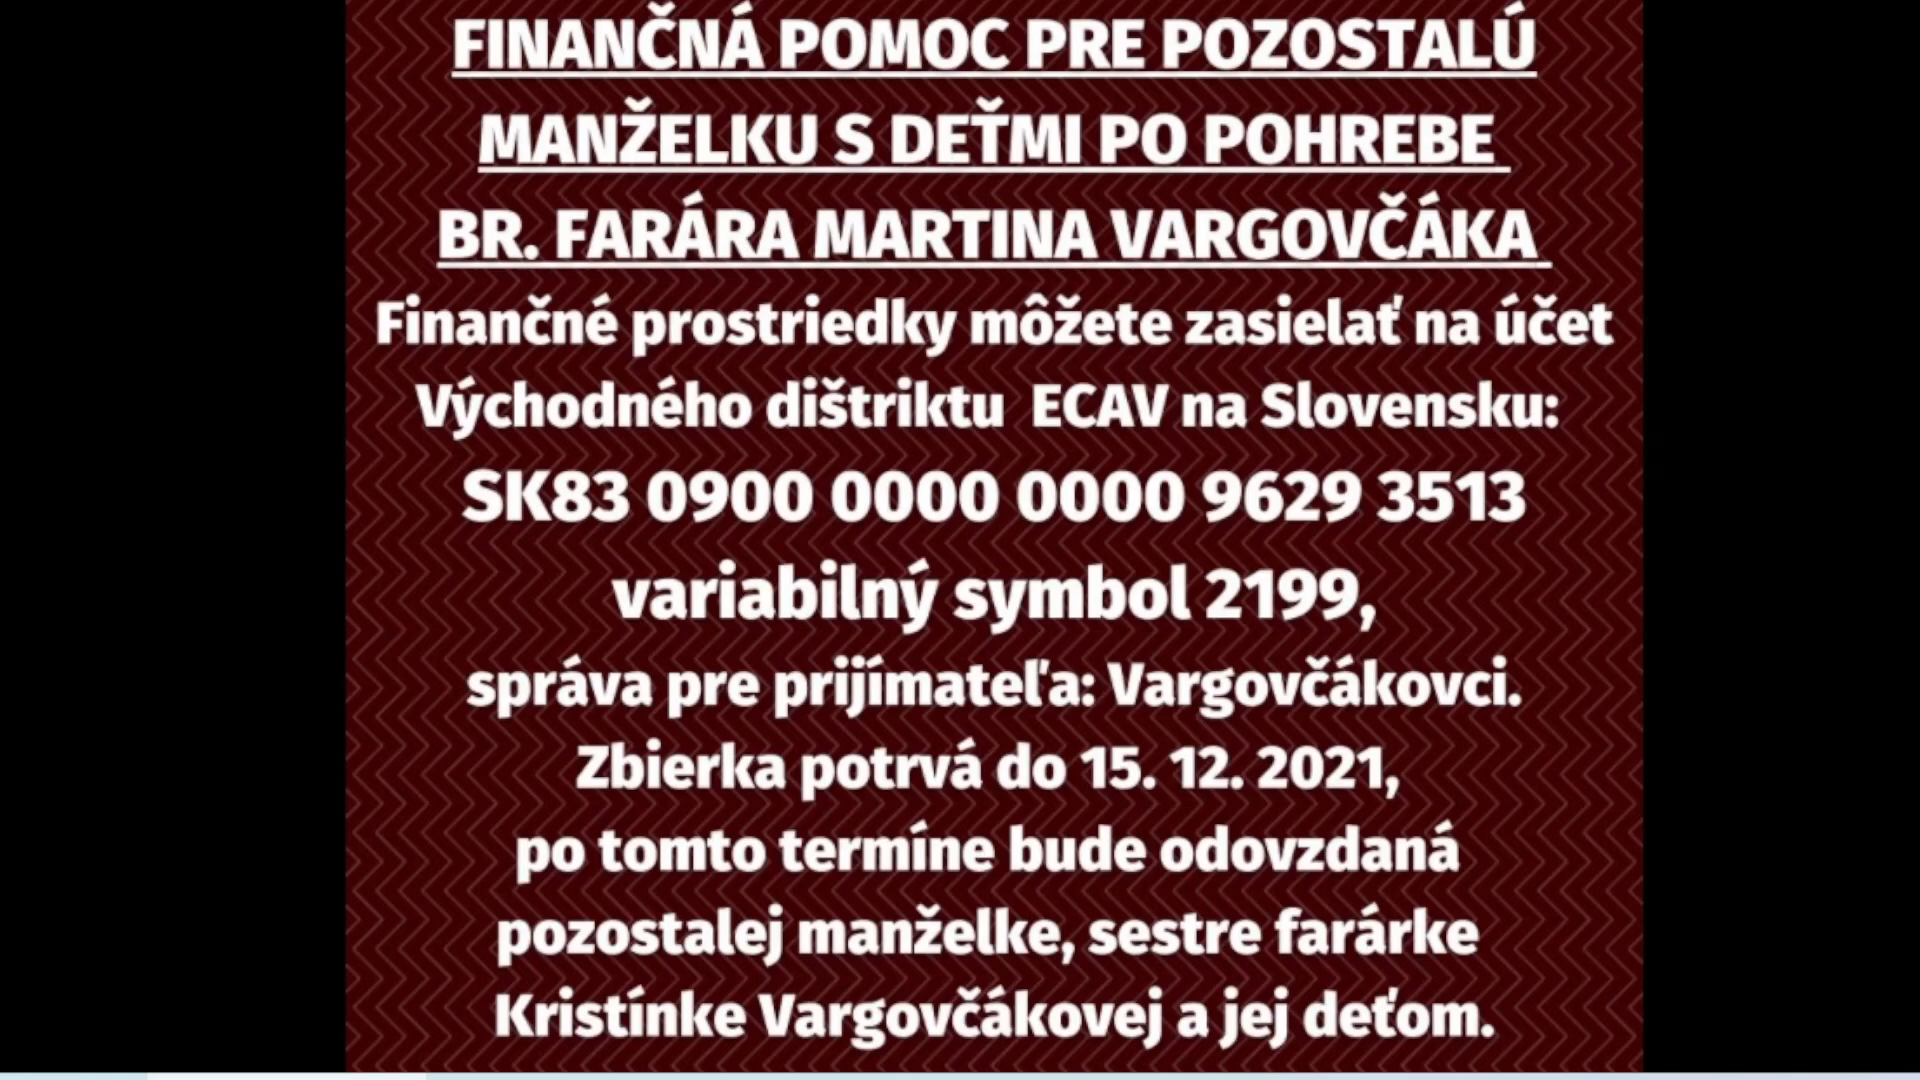 FINANČNÁ POMOC PRE POZOSTALÚ
MANŽELKU S DEŤMI PO POHREBE
BR. FARÁRA MARTINA VARGOVČÁKA
Finančné prostriedky môžete zasielať na účet
Východného dištriktu ECAV na Slovensku:
SK83 0900 0000 0000 9629 3513
variabilný symbol 2199,
správa pre prijímateľa: Vargovčákovci.
Zbierka potrvá do 15. 12. 2021,
po tomto termíne bude odovzdaná
pozostalej manželke, sestre farárke
Kristínke Vargovčákovej a jej deťom.